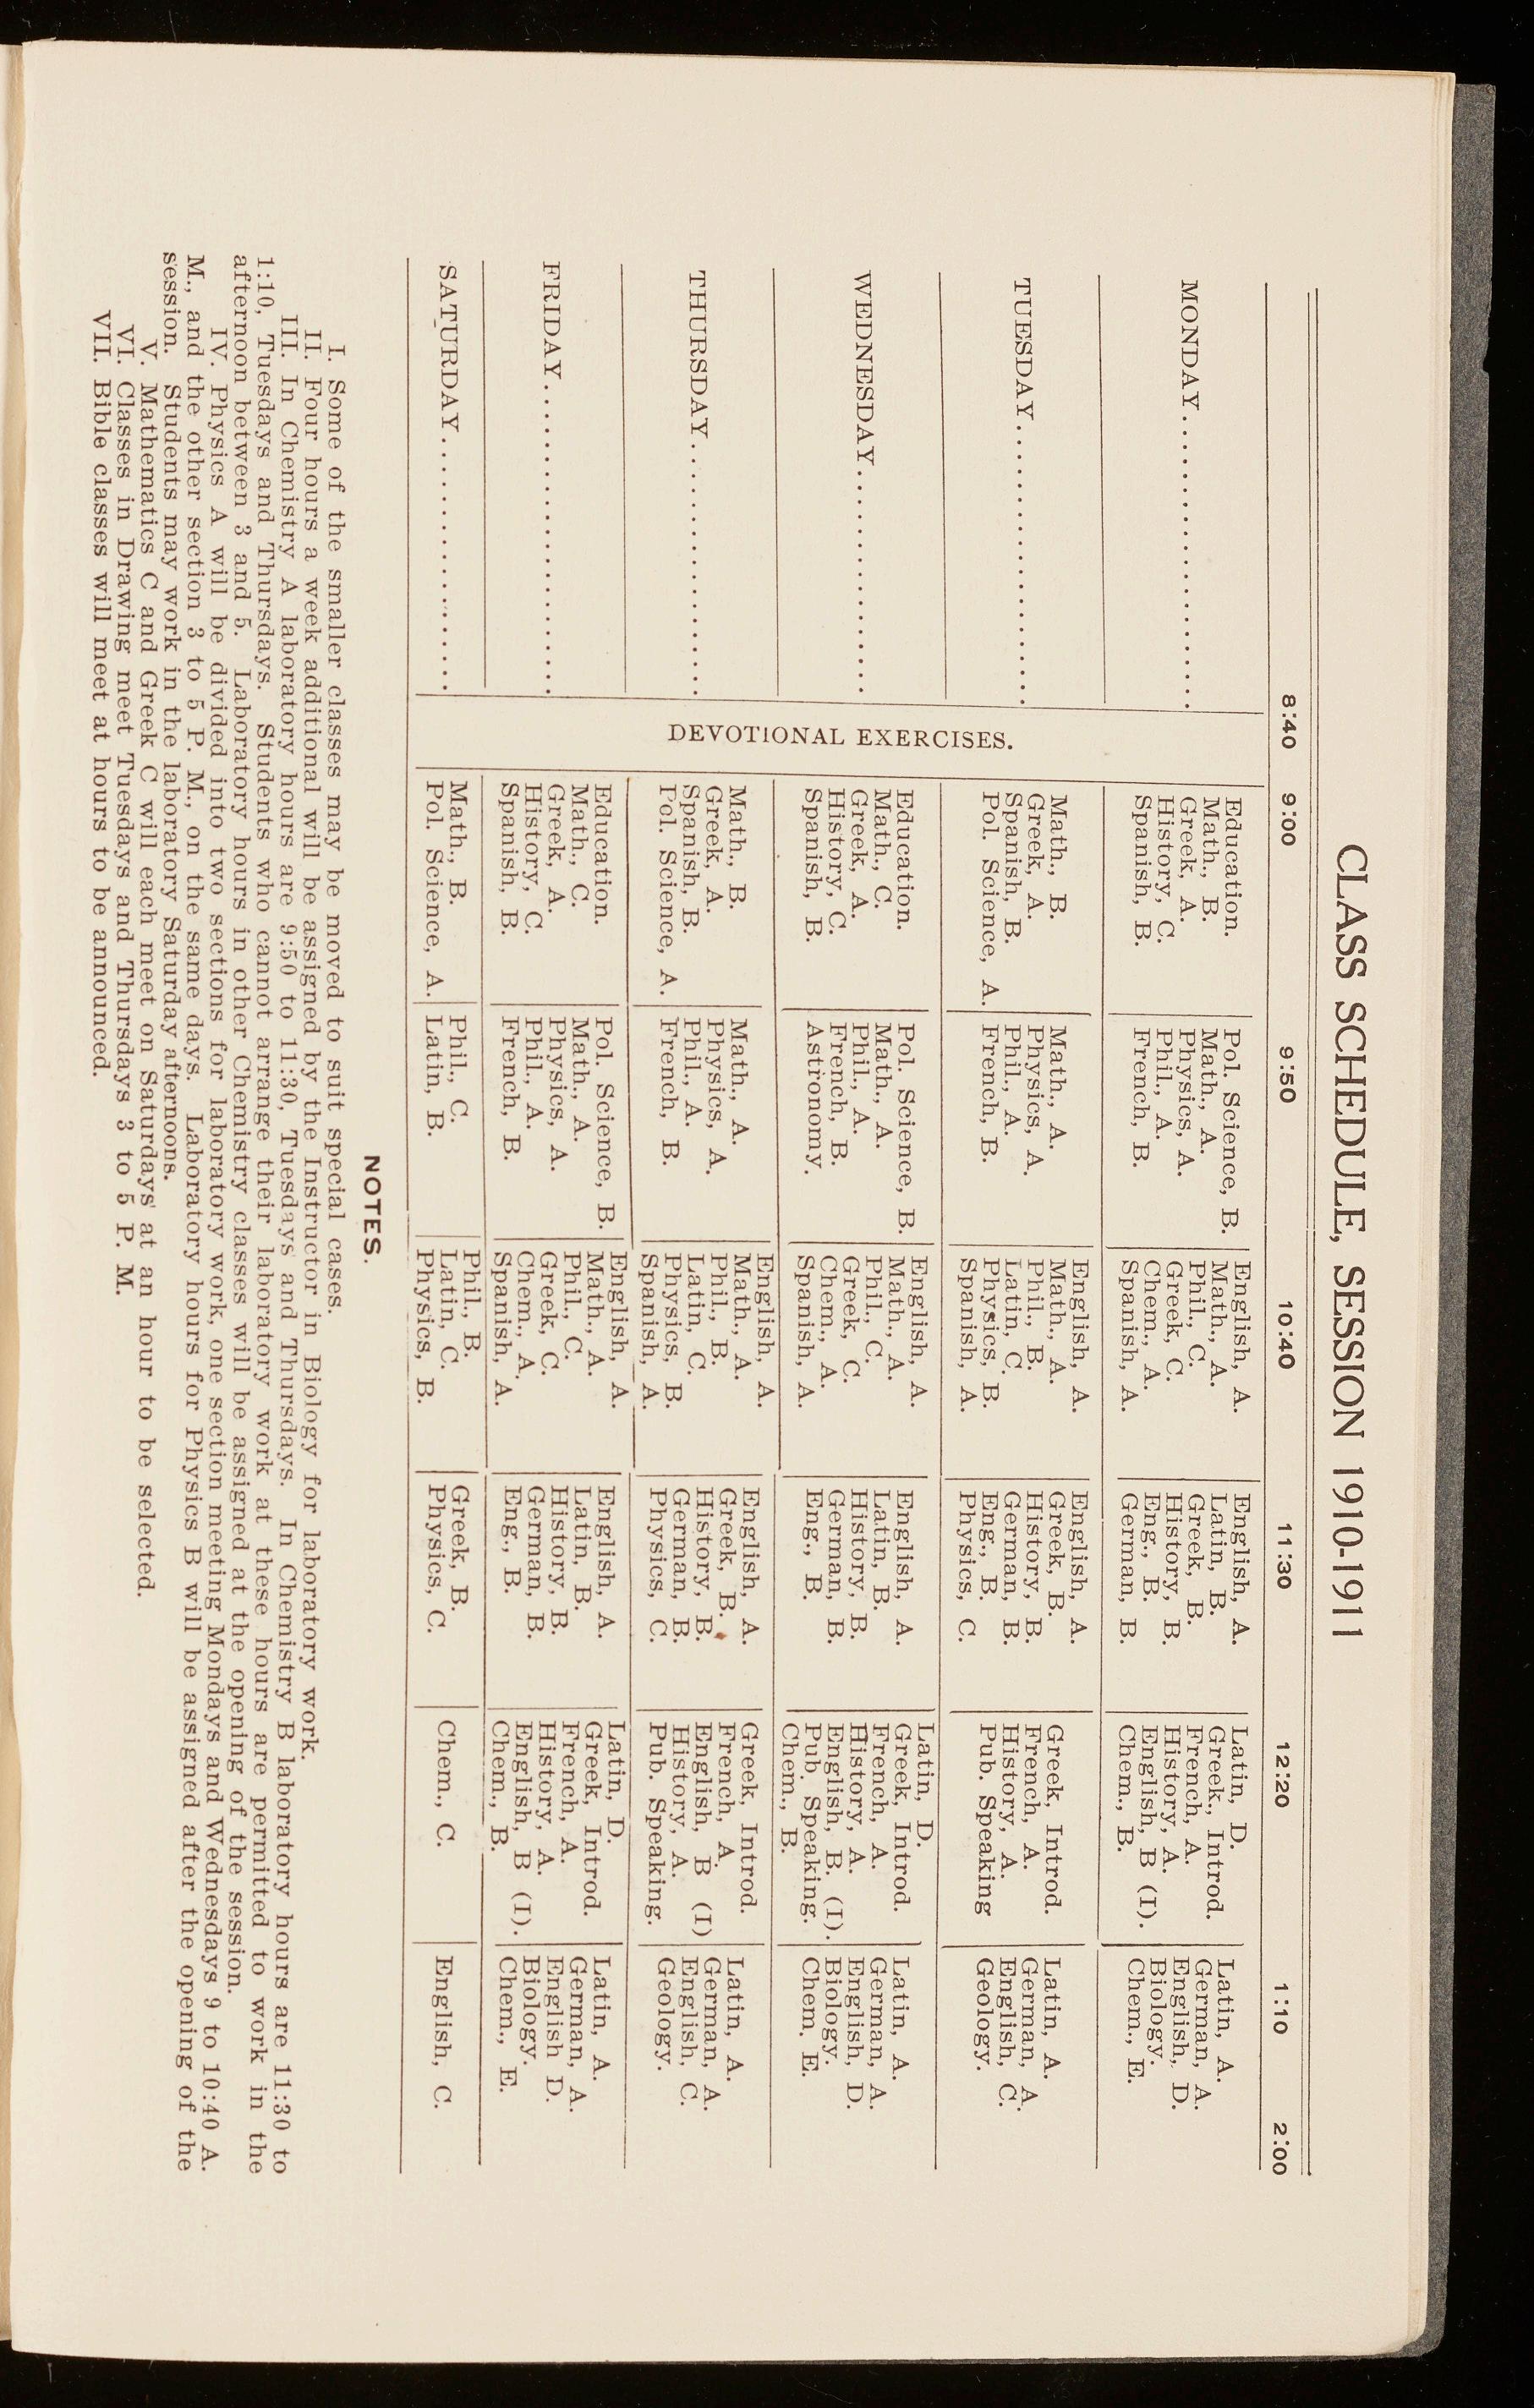 CLASS SCHEDULE, SESSION 1910-1911
8:40 9:00 9:50 10:40 11:30 12:20 1:10 2:00
DEVOTIONAL EXERCISES.
MONDAY
Education.
Math., B.
Greek, A.
History, C.
Spanish, B.
Pol. Science, B.
Math., A.
Physics, A.
Phil., A.
French, B.
English, A.
Math., A.
Phil., C.
Greek, C.
Chem., A.
Spanish, A.
English, A.
Latin, B.
Greek, B.
History, B.
Eng., B.
German, B.
Latin, D.
Greek., Introd.
French, A.
History, A.
English, B (I).
Chem., B.
Latin, A.
German, A.
English, D.
Biology.
Chem., E.
TUESDAY
Math., B.
Greek, A.
Spanish, B.
Pol. Science, A.
Math., A.
Physics, A.
Phil., A.
French, B.
English, A.
Math., A.
Phil., B.
Latin, C.
Physics, B.
Spanish, A.
English, A.
Greek, B.
History, B.
German, B.
Eng., B.
Physics, C.
Greek, Introd.
French, A.
History, A.
Pub. Speaking
Latin, A.
German, A.
English, C.
Geology.
WEDNESDAY
Education.
Math., C.
Greek, A.
History, C.
Spanish, B.
Pol. Science, B.
Math., A.
Phil., A.
French, B.
Astronomy.
English, A.
Math., A.
Phil., C.
Greek, C.
Chem., A.
Spanish, A.
English, A.
Latin, B.
History, B.
German, B.
Eng., B.
Latin, D.
Greek, Introd.
French, A.
History, A.
English, B. (I).
Pub. Speaking.
Chem., B.
Latin, A.
German, A.
English, D.
Biology.
Chem. E.
THURSDAY
Math., B.
Greek, A.
Spanish, B.
Pol. Science, A.
Math., A.
Physics, A.
Phil., A.
French, B.
English, A.
Math., A.
Phil., B.
Latin, C.
Physics, B.
Spanish, A.
English, A.
Greek, B.
History, B.
German, B.
Physics, C.
Greek, Introd.
French, A.
English, B (I)
History, A.
Pub. Speaking.
Latin, A.
German, A.
English, C.
Geology.
FRIDAY
Education.
Math., C.
Greek, A.
History, C.
Spanish, B.
Pol. Science, B.
Math., A.
Physics, A.
Phil., A.
French, B.
English, A.
Math., A.
Phil., C.
Greek, C.
Chem., A.
Spanish, A.
English, A.
Latin, B.
History, B.
German, B.
Eng., B.
Latin, D.
Greek, Introd.
French, A.
History, A.
English, B (I).
Chem., B.
Latin, A.
German, A.
English D.
Biology.
Chem., E.
SATURDAY
Math., B.
Pol. Science, A.
Phil., C.
Latin, B.
Phil., B.
Latin, C.
Physics, B.
Greek, B.
Physics, C.
Chem., C.
English, C.
NOTES.
I. Some of the smaller classes may be moved to suit special cases.
II. Four hours a week additional will be assigned by the Instructor in Biology for laboratory work.
III. In Chemistry A laboratory hours are 9:50 to 11:30, Tuesdays and Thursdays. In Chemistry B laboratory hours are 11:30 to
1:10, Tuesdays and Thursdays. Students who cannot arrange their laboratory work at these hours are permitted to work in the
afternoon between 3 and 5. Laboratory hours in other Chemistry classes will be assigned at the opening of the session.
IV. Physics A will be divided into two sections for laboratory work, one section meeting Mondays and Wednesdays 9 to 10:40 A.
M., and the other section 3 to 5 P. M., on the same days. Laboratory hours for Physics B will be assigned after the opening of the
session. Students may work in the laboratory Saturday afternoons.
V. Mathematics C and Greek C will each meet on Saturdays at an hour to be selected.
VI. Classes in Drawing meet Tuesdays and Thursdays 3 to 5 P. M.
VII. Bible classes will meet at hours to be announced.